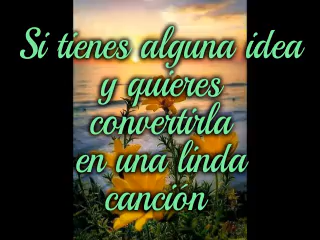 Si tienes alguna idea
y quieres
convertirla
en una linda
canción